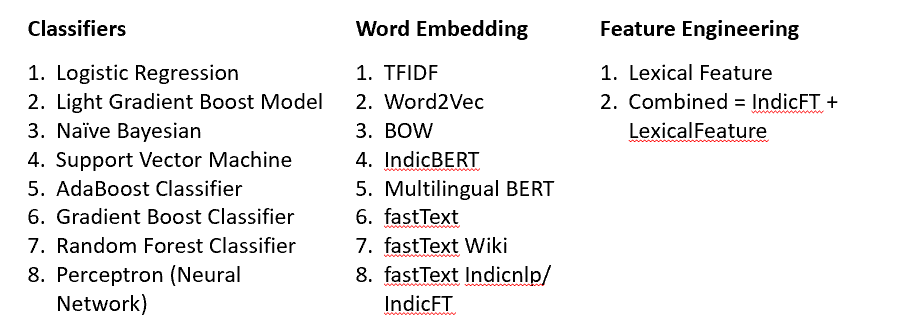 Classifiers
1. Logistic Regression
2. Light Gradient Boost Model
3. Naïve Bayesian
4. Support Vector Machine
5. AdaBoost Classifier
6. Gradient Boost Classifier
7. Random Forest Classifier
8. Perceptron (Neural
Network)
Word Embedding
1. TFIDF
2. Word2Vec
3. BOW
4. IndicBERT
5. Multilingual BERT
6. fastText
7. fastText Wiki
8. fastText Indicnlp/
IndicFT
Feature Engineering
1. Lexical Feature
2. Combined = IndicFT +
LexicalFeature